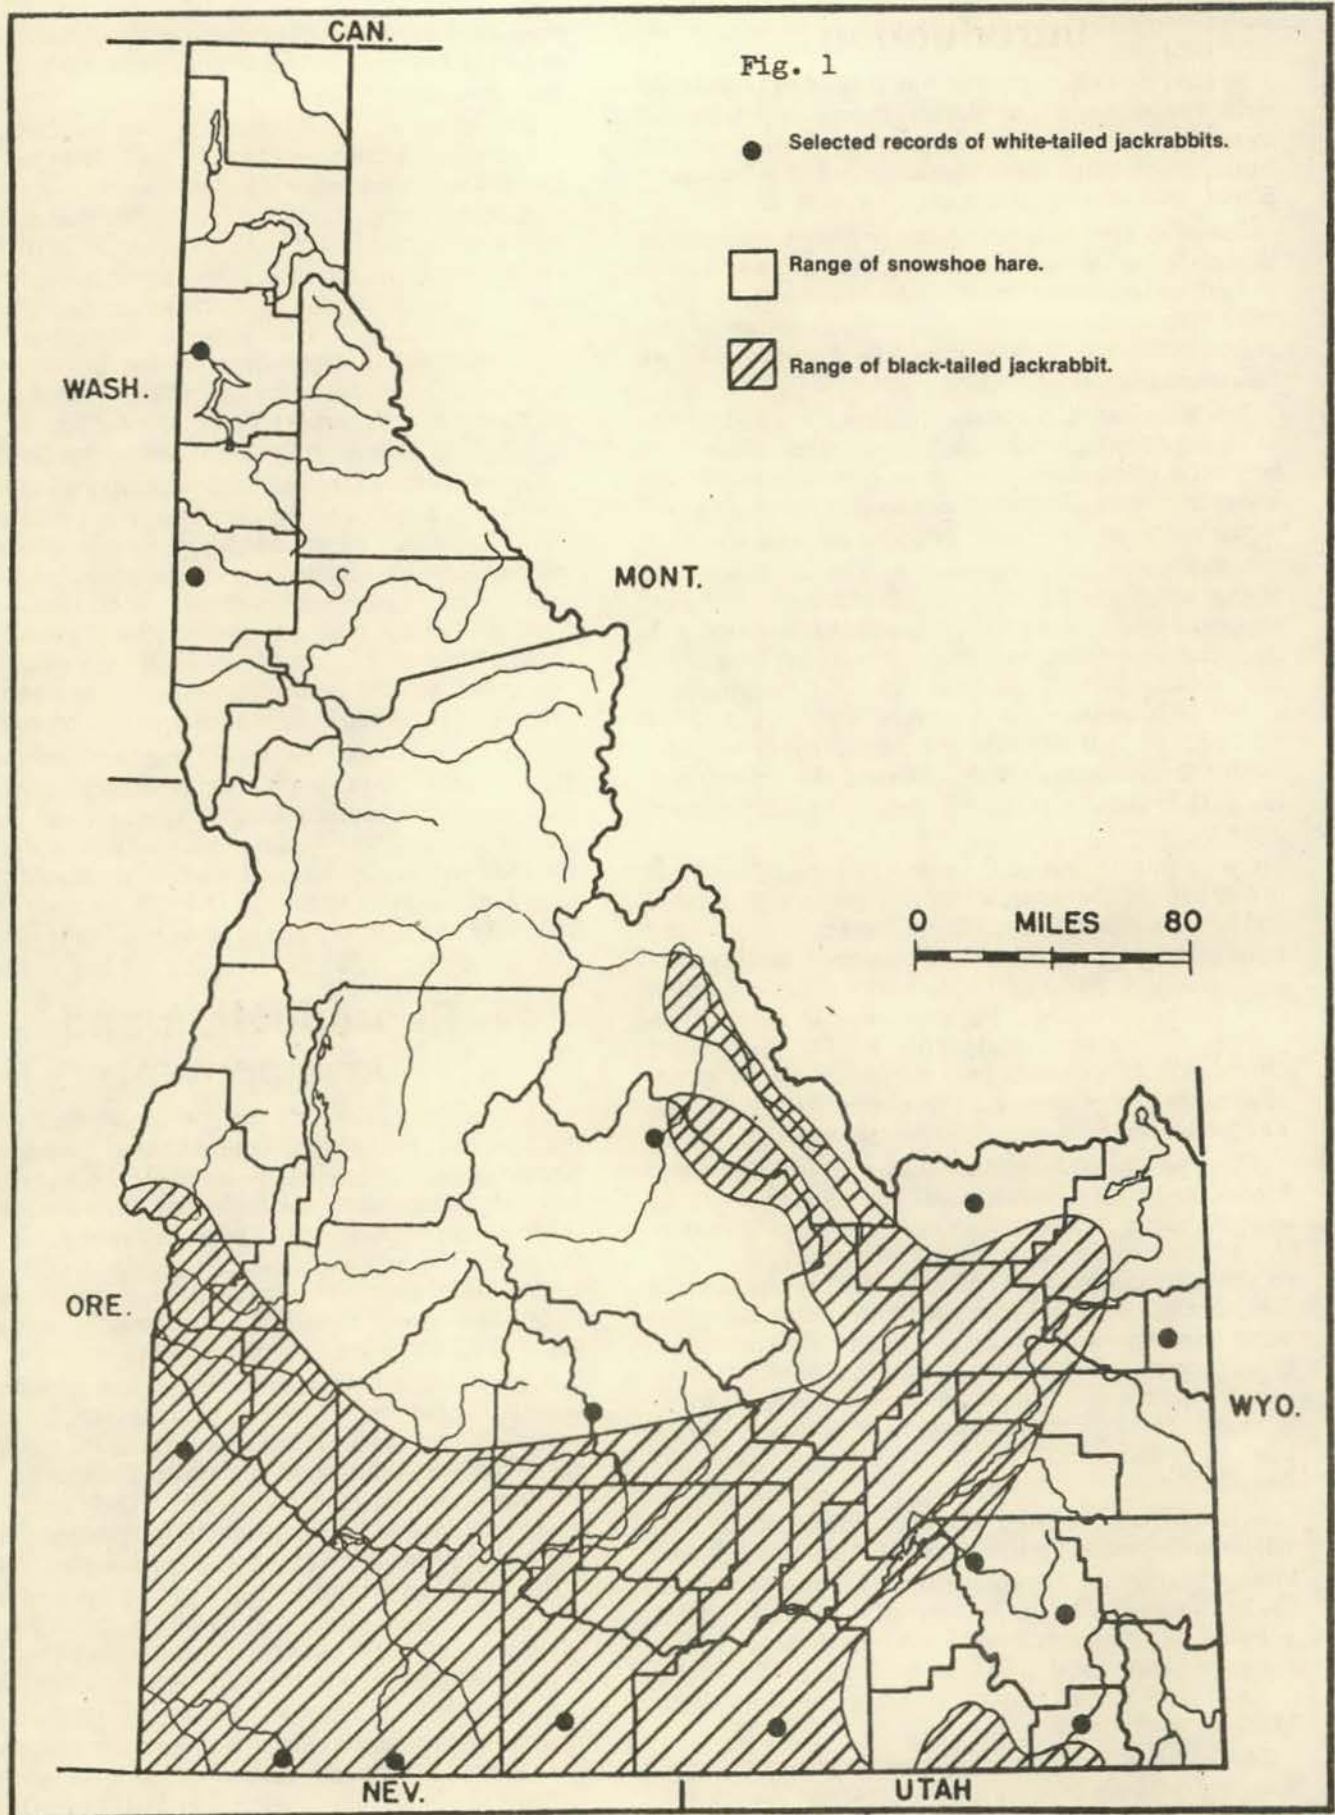 CAN.
Fig. 1
Selected records of white-tailed jackrabbits.
Range of snowshoe hare.
Range of black-tailed jackrabbit.
WASH.
MONT.
0 MILES 80
ORE.
WYO.
NEV.
UTAH